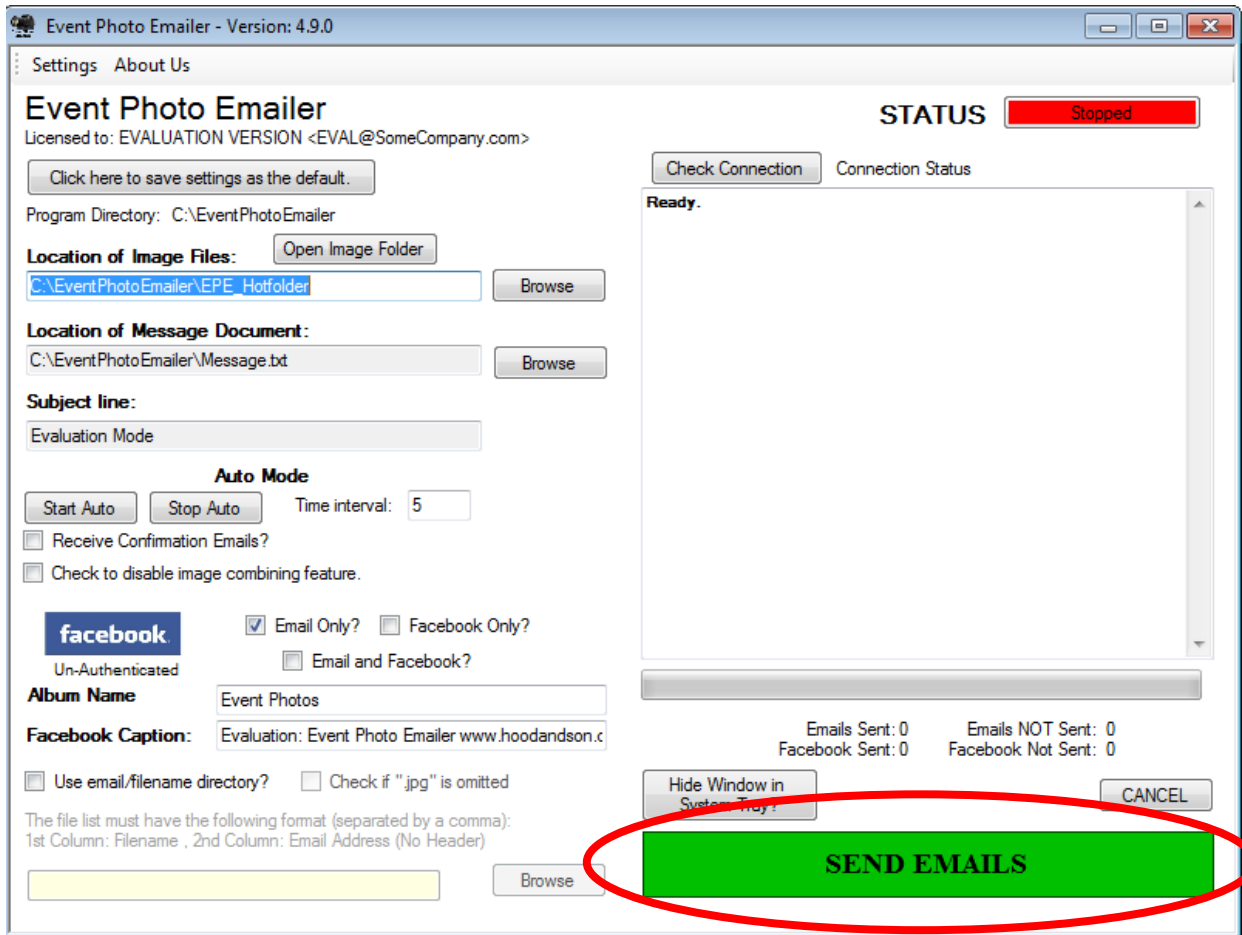 Event Photo Emailer - Version: 4.9.0
Settings About Us
Event Photo Emailer
Licensed to: EVALUATION VERSION <EVAL@SomeCompany.com>
STATUS Stopped
Click here to save settings as the default.
Check Connection Connection Status
Program Directory: C:\EventPhotoEmailer
Ready.
Location of Image Files: Open Image Folder
C:\EventPhotoEmailer\EPE_Hotfolder Browse
Location of Message Document:
C:\EventPhotoEmailer\Message.txt Browse
Subject line:
Evaluation Mode
Auto Mode
Start Auto Stop Auto Time interval: 5
Receive Confirmation Emails?
Check to disable image combining feature.
facebook.
Un-Authenticated
Email Only? Facebook Only?
Email and Facebook?
Album Name Event Photos
Facebook Caption: Evaluation: Event Photo Emailer www.hoodandson.c
Use email/filename directory? Check if ".jpg" is omitted
The file list must have the following format (separated by a comma):
1st Column: Filename , 2nd Column: Email Address (No Header)
Browse
Emails Sent: 0 Emails NOT Sent: 0
Facebook Sent: 0 Facebook Not Sent: 0
Hide Window in
System Tray?
CANCEL
SEND EMAILS